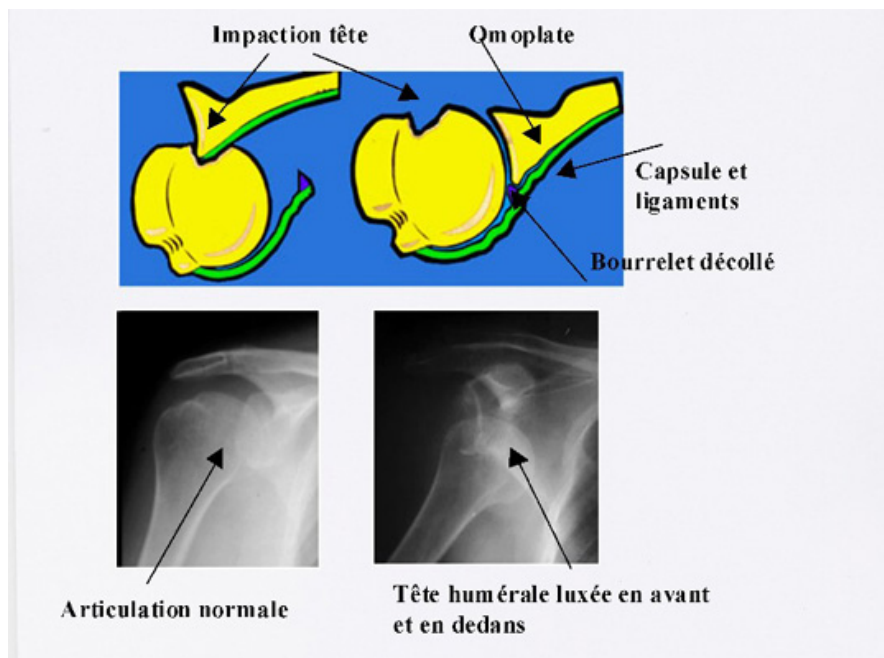 Impaction tête
Omoplate
Capsule et
ligaments
Bourrelet décollé
Articulation normale
Tête humérale luxée en avant
et en dedans